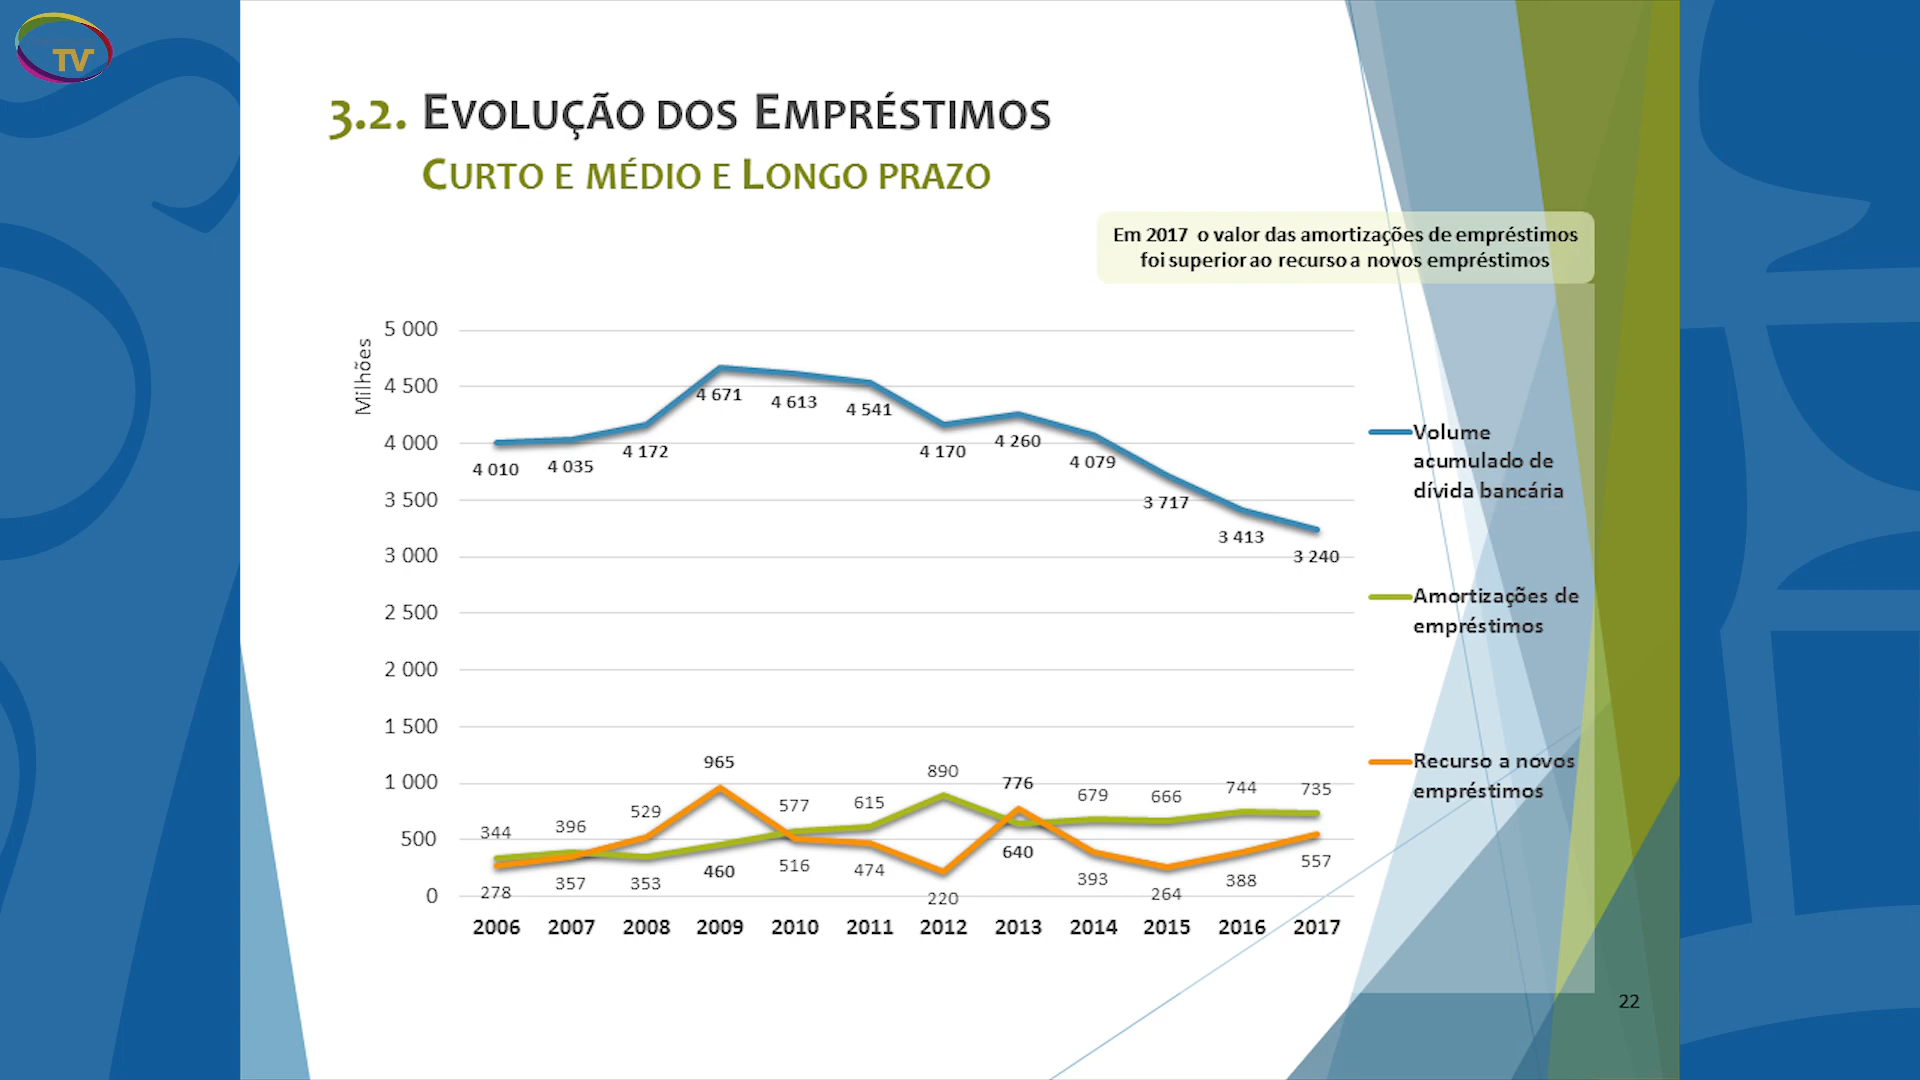 TV
3.2. EVOLUÇÃO DOS EMPRÉSTIMOS
CURTO E MÉDIO E LONGO PRAZO
Em 2017 o valor das amortizações de empréstimos
foi superior ao recurso a novos empréstimos
Milhões
5 000
4 500
4 000
3 500
3 000
2 500
2 000
1 500
1 000
500
0
4 010 4 035 4 172 4 671 4 613 4 541 4 170 4 260 4 079 3 717 3 413 3 240
344 396 529 965 577 615 890 776 679 666 744 735
278 357 353 460 516 474 220 640 393 264 388 557
2006 2007 2008 2009 2010 2011 2012 2013 2014 2015 2016 2017
Volume
acumulado de
dívida bancária
Amortizações de
empréstimos
Recurso a novos
empréstimos
22